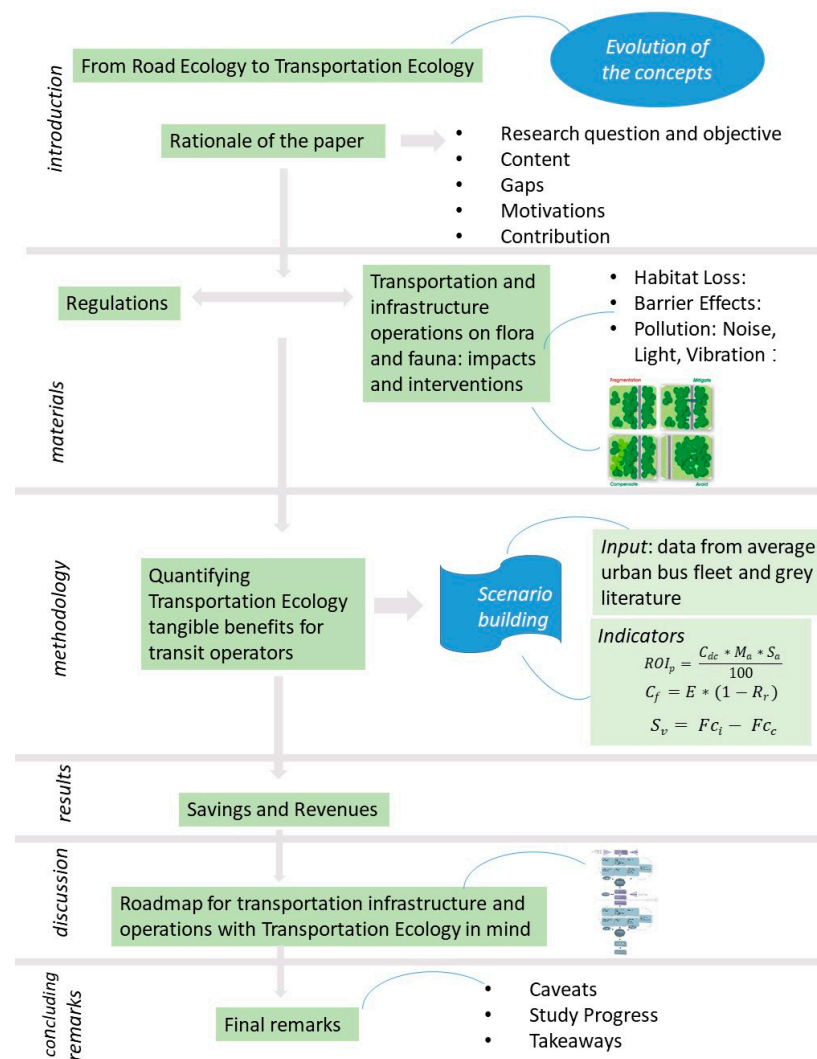 introduction
From Road Ecology to Transportation Ecology
Evolution of
the concepts
Rationale of the paper
• Research question and objective
• Content
• Gaps
• Motivations
• Contribution
materials
Regulations
Transportation and
infrastructure
operations on flora
and fauna: impacts
and interventions
• Habitat Loss:
• Barrier Effects:
• Pollution: Noise,
Light, Vibration :
Fragmentation
Mitigate
Compensate
Avoid
methodology
Quantifying
Transportation Ecology
tangible benefits for
transit operators
Scenario
building
Input: data from average
urban bus fleet and grey
literature
Indicators
ROI_p = \frac{C_{dc} * M_a * S_a}{100}
C_f = E * (1 − R_r)
S_v = Fc_i − Fc_c
results
Savings and Revenues
discussion
Roadmap for transportation infrastructure and
operations with Transportation Ecology in mind
concluding
remarks
Final remarks
• Caveats
• Study Progress
• Takeaways